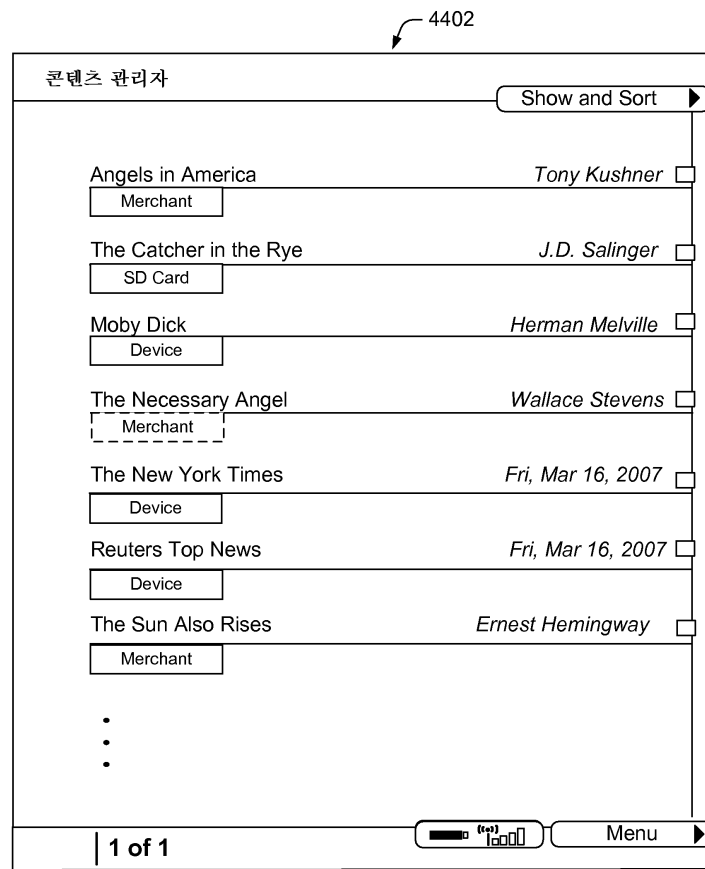 4402
콘텐츠 관리자
Show and Sort
Angels in America Tony Kushner
Merchant
The Catcher in the Rye J.D. Salinger
SD Card
Moby Dick Herman Melville
Device
The Necessary Angel Wallace Stevens
Merchant
The New York Times Fri, Mar 16, 2007
Device
Reuters Top News Fri, Mar 16, 2007
Device
The Sun Also Rises Ernest Hemingway
Merchant
1 of 1 Menu